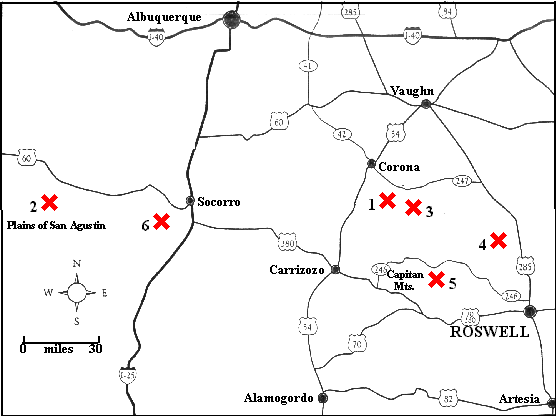 Albuquerque
285
84
I-40
I-40
41
Vaughn
60
42
54
Corona
60
247
2
Socorro
1
3
Plains of San Agustin
6
380
4
Carrizozo
246
Capitan
Mts.
5
285
246
N
W E
S
0 30
miles
54
70
ROSWELL
70
I-25
82
Alamogordo
Artesia